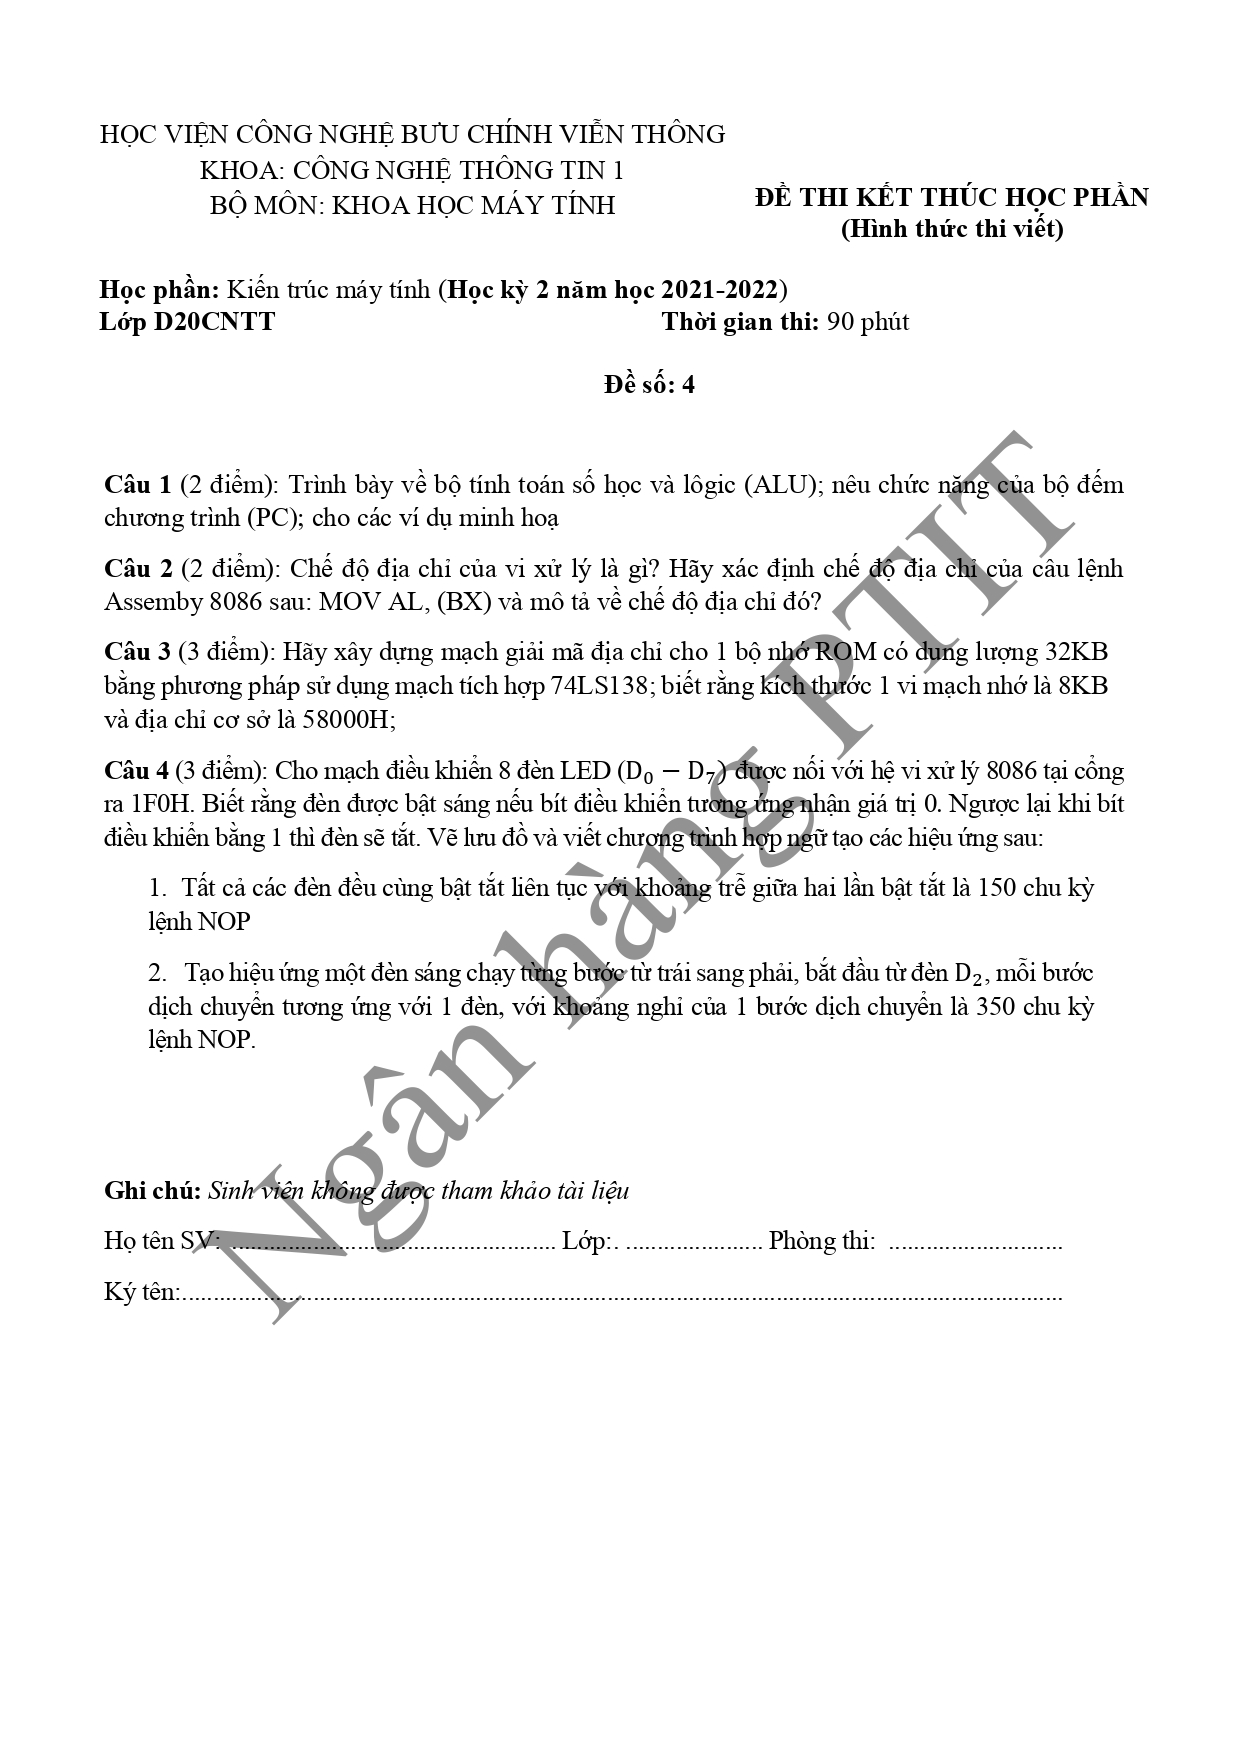 HỌC VIỆN CÔNG NGHỆ BƯU CHÍNH VIỄN THÔNG
KHOA: CÔNG NGHỆ THÔNG TIN 1
BỘ MÔN: KHOA HỌC MÁY TÍNH
ĐỀ THI KẾT THÚC HỌC PHẦN
(Hình thức thi viết)
Học phần: Kiến trúc máy tính (Học kỳ 2 năm học 2021-2022)
Lớp D20CNTT Thời gian thi: 90 phút
Đề số: 4
Câu 1 (2 điểm): Trình bày về bộ tính toán số học và lôgic (ALU); nêu chức năng của bộ đếm
chương trình (PC); cho các ví dụ minh hoạ
Câu 2 (2 điểm): Chế độ địa chỉ của vi xử lý là gì? Hãy xác định chế độ địa chỉ của câu lệnh
Assemby 8086 sau: MOV AL, (BX) và mô tả về chế độ địa chỉ đó?
Câu 3 (3 điểm): Hãy xây dựng mạch giải mã địa chỉ cho 1 bộ nhớ ROM có dung lượng 32KB
bằng phương pháp sử dụng mạch tích hợp 74LS138; biết rằng kích thước 1 vi mạch nhớ là 8KB
và địa chỉ cơ sở là 58000H;
Câu 4 (3 điểm): Cho mạch điều khiển 8 đèn LED (D₀ − D₇) được nối với hệ vi xử lý 8086 tại cổng
ra 1F0H. Biết rằng đèn được bật sáng nếu bít điều khiển tương ứng nhận giá trị 0. Ngược lại khi bít
điều khiển bằng 1 thì đèn sẽ tắt. Vẽ lưu đồ và viết chương trình hợp ngữ tạo các hiệu ứng sau:
1. Tất cả các đèn đều cùng bật tắt liên tục với khoảng trễ giữa hai lần bật tắt là 150 chu kỳ
lệnh NOP
2. Tạo hiệu ứng một đèn sáng chạy từng bước từ trái sang phải, bắt đầu từ đèn D₂, mỗi bước
dịch chuyển tương ứng với 1 đèn, với khoảng nghỉ của 1 bước dịch chuyển là 350 chu kỳ
lệnh NOP.
Ghi chú: Sinh viên không được tham khảo tài liệu
Họ tên SV: .................................................... Lớp:. ...................... Phòng thi: ............................
Ký tên:..............................................................................................................................................
Ngân hàng PTIT